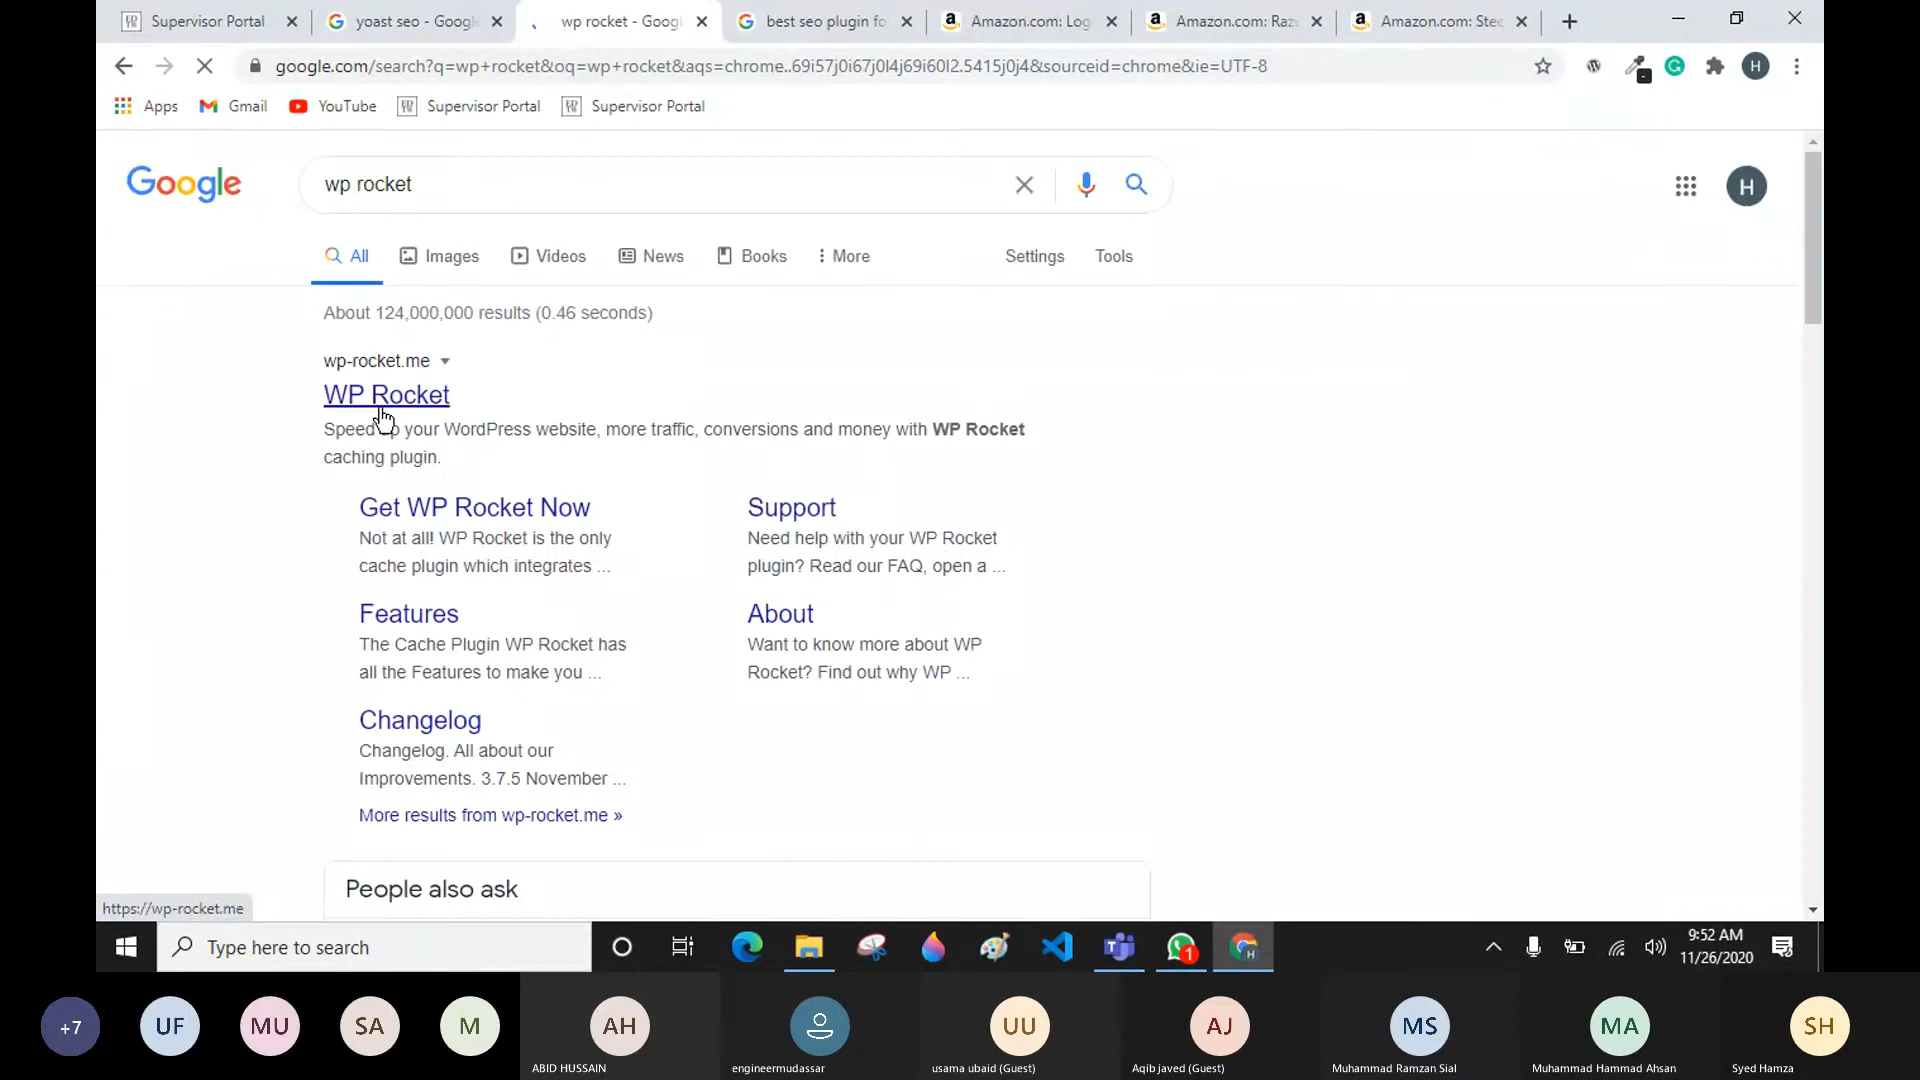 Supervisor Portal
yoast seo - Google
wp rocket - Goog
best seo plugin fo
Amazon.com: Log
Amazon.com: Raz
Amazon.com: Stee
google.com/search?q=wp+rocket&oq=wp+rocket&aqs=chrome..69i57j0i67j0l4j69i60l2.5415j0j4&sourceid=chrome&ie=UTF-8
H
Apps
Gmail
YouTube
Supervisor Portal
Supervisor Portal
Google
wp rocket
H
All
Images
Videos
News
Books
More
Settings
Tools
About 124,000,000 results (0.46 seconds)
wp-rocket.me
WP Rocket
Speed up your WordPress website, more traffic, conversions and money with WP Rocket
caching plugin.
Get WP Rocket Now
Not at all! WP Rocket is the only
cache plugin which integrates ...
Support
Need help with your WP Rocket
plugin? Read our FAQ, open a ...
Features
The Cache Plugin WP Rocket has
all the Features to make you ...
About
Want to know more about WP
Rocket? Find out why WP ...
Changelog
Changelog. All about our
Improvements. 3.7.5 November ...
More results from wp-rocket.me »
People also ask
https://wp-rocket.me
Type here to search
1
H
9:52 AM
11/26/2020
+7
UF
MU
SA
M
AH
ABID HUSSAIN
engineermudassar
UU
usama ubaid (Guest)
AJ
Aqib javed (Guest)
MS
Muhammad Ramzan Sial
MA
Muhammad Hammad Ahsan
SH
Syed Hamza